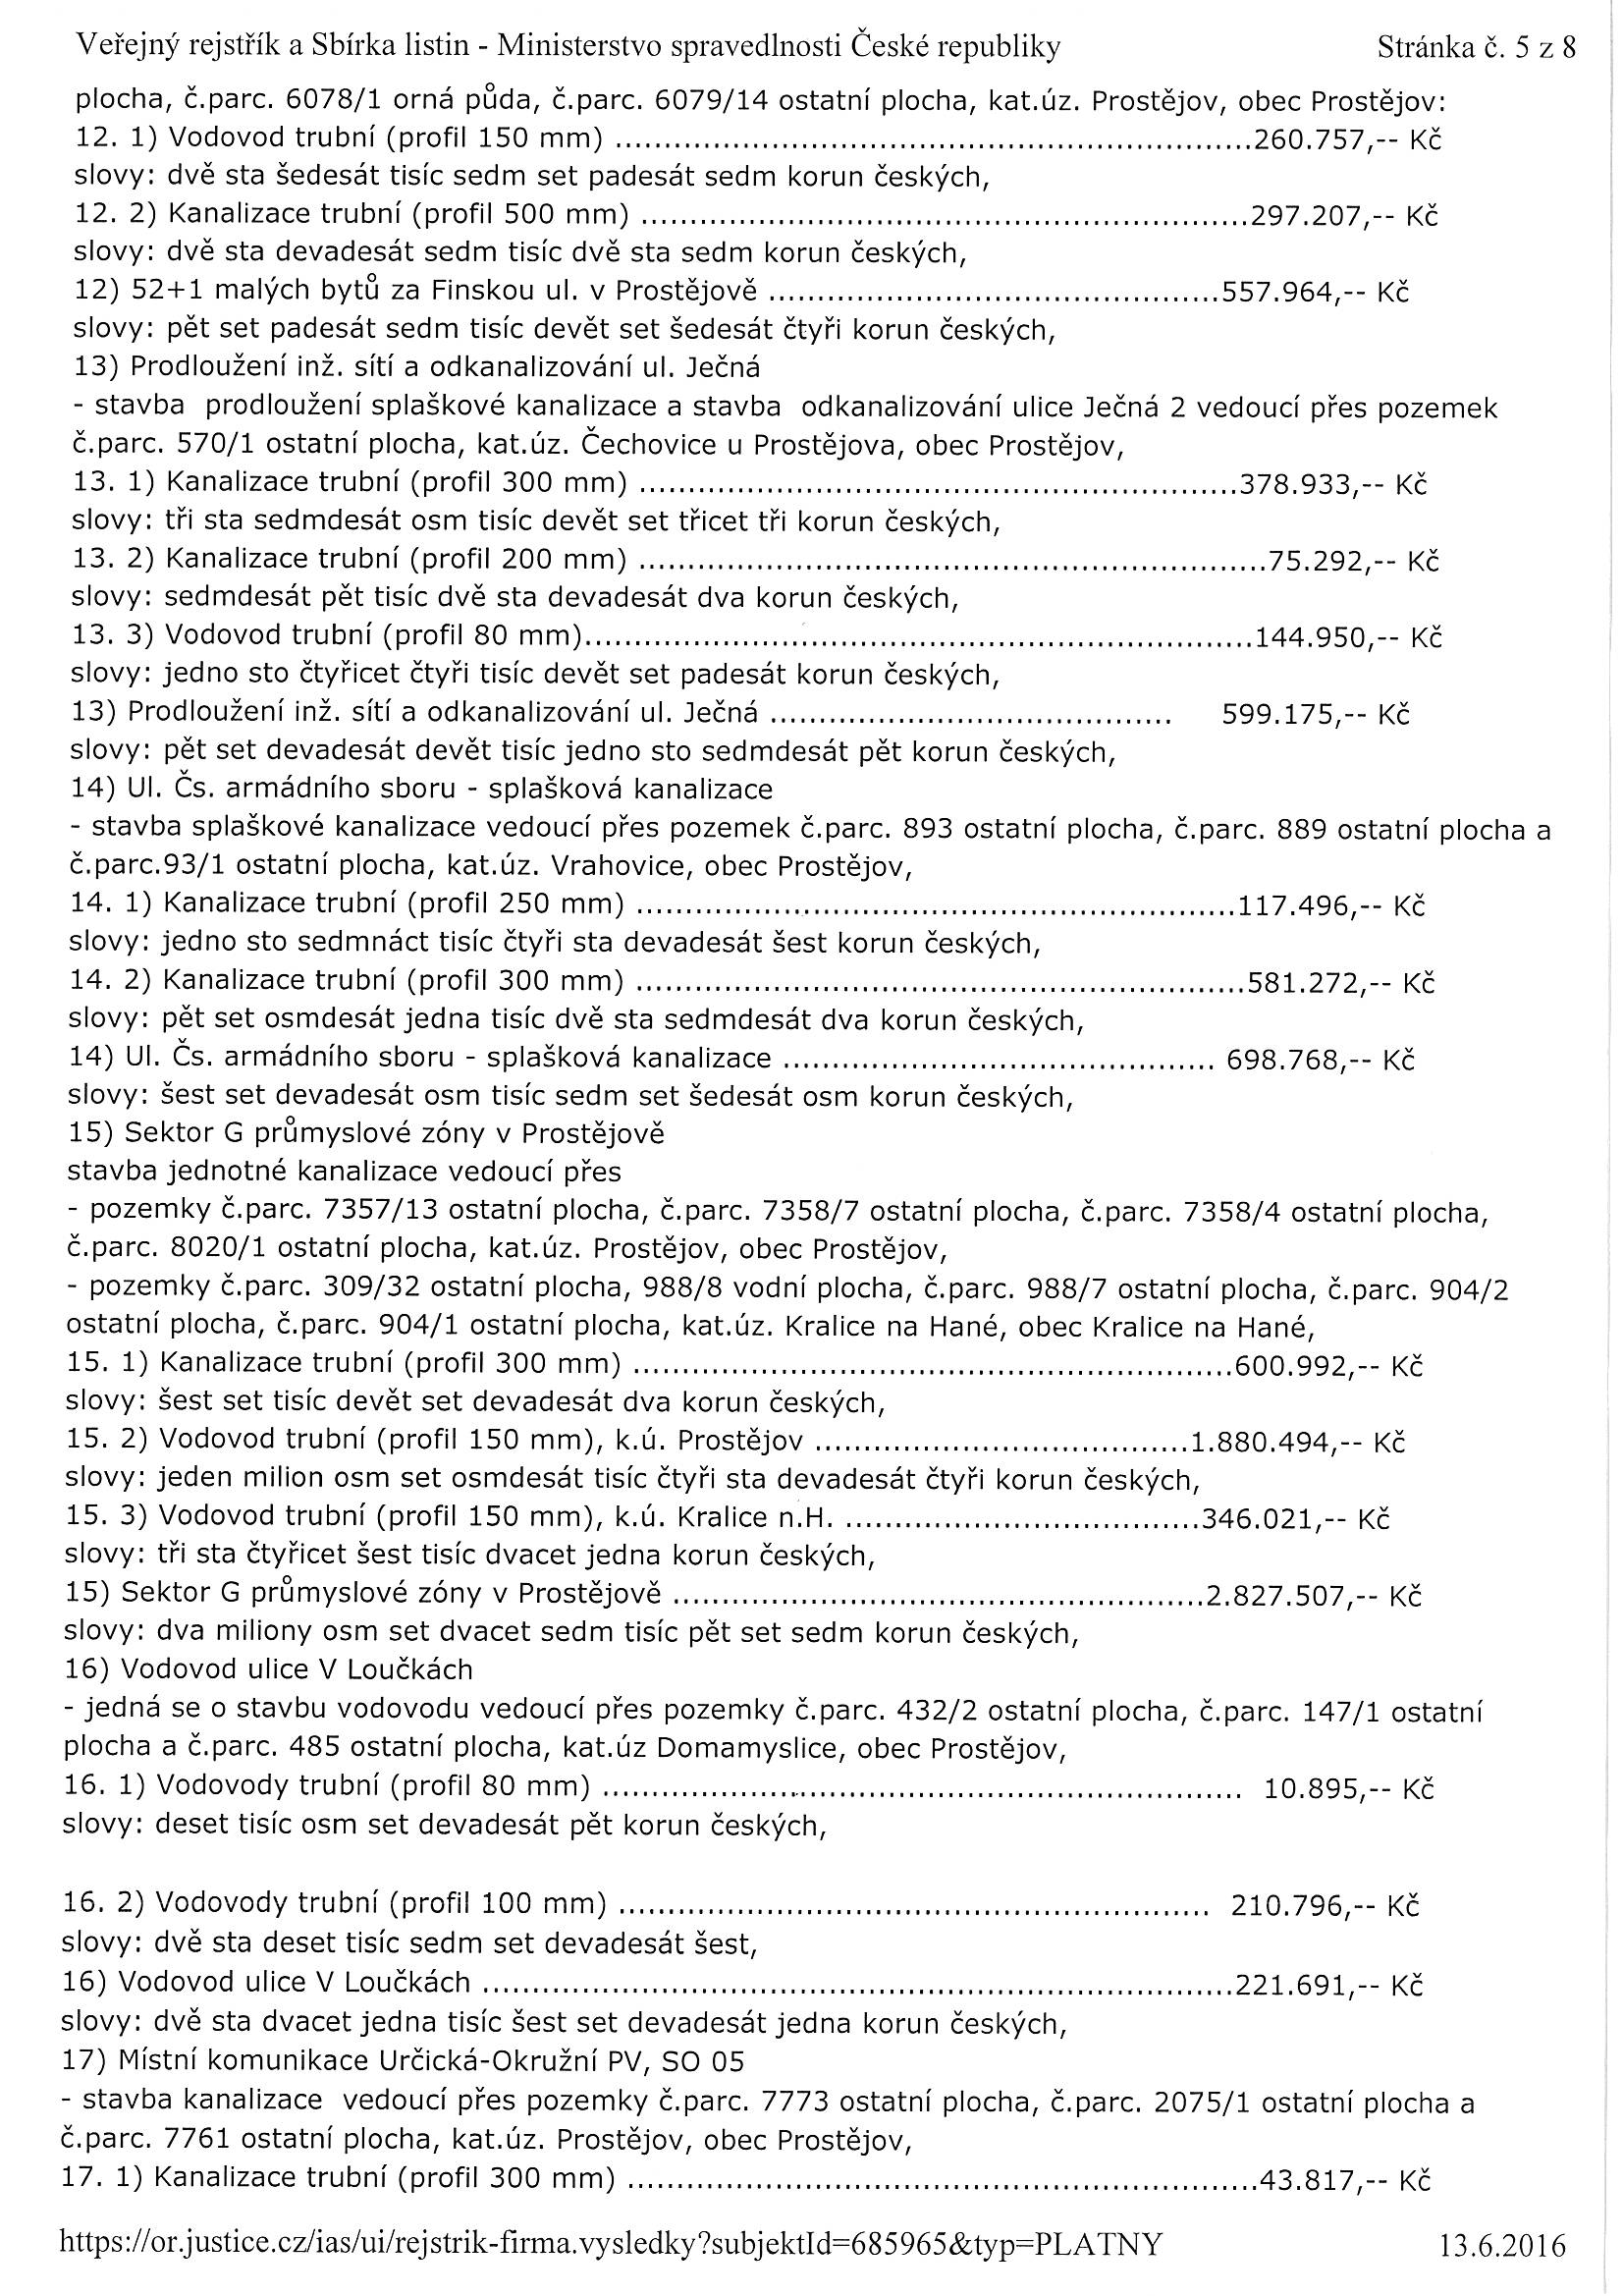 Veřejný rejstřík a Sbírka listin - Ministerstvo spravedlnosti České republiky Stránka č. 5 z 8
plocha, č.parc. 6078/1 orná půda, č.parc. 6079/14 ostatní plocha, kat.úz. Prostějov, obec Prostějov:
12. 1) Vodovod trubní (profil 150 mm) .................................................................260.757,-- Kč
slovy: dvě sta šedesát tisíc sedm set padesát sedm korun českých,
12. 2) Kanalizace trubní (profil 500 mm) ..............................................................297.207,-- Kč
slovy: dvě sta devadesát sedm tisíc dvě sta sedm korun českých,
12) 52+1 malých bytů za Finskou ul. v Prostějově ..............................................557.964,-- Kč
slovy: pět set padesát sedm tisíc devět set šedesát čtyři korun českých,
13) Prodloužení inž. sítí a odkanalizování ul. Ječná
- stavba prodloužení splaškové kanalizace a stavba odkanalizování ulice Ječná 2 vedoucí přes pozemek
č.parc. 570/1 ostatní plocha, kat.úz. Čechovice u Prostějova, obec Prostějov,
13. 1) Kanalizace trubní (profil 300 mm) .............................................................378.933,-- Kč
slovy: tři sta sedmdesát osm tisíc devět set třicet tři korun českých,
13. 2) Kanalizace trubní (profil 200 mm) ................................................................75.292,-- Kč
slovy: sedmdesát pět tisíc dvě sta devadesát dva korun českých,
13. 3) Vodovod trubní (profil 80 mm)....................................................................144.950,-- Kč
slovy: jedno sto čtyřicet čtyři tisíc devět set padesát korun českých,
13) Prodloužení inž. sítí a odkanalizování ul. Ječná ......................................... 599.175,-- Kč
slovy: pět set devadesát devět tisíc jedno sto sedmdesát pět korun českých,
14) Ul. Čs. armádního sboru - splašková kanalizace
- stavba splaškové kanalizace vedoucí přes pozemek č.parc. 893 ostatní plocha, č.parc. 889 ostatní plocha a
č.parc.93/1 ostatní plocha, kat.úz. Vrahovice, obec Prostějov,
14. 1) Kanalizace trubní (profil 250 mm) .............................................................117.496,-- Kč
slovy: jedno sto sedmnáct tisíc čtyři sta devadesát šest korun českých,
14. 2) Kanalizace trubní (profil 300 mm) ..............................................................581.272,-- Kč
slovy: pět set osmdesát jedna tisíc dvě sta sedmdesát dva korun českých,
14) Ul. Čs. armádního sboru - splašková kanalizace ............................................ 698.768,-- Kč
slovy: šest set devadesát osm tisíc sedm set šedesát osm korun českých,
15) Sektor G průmyslové zóny v Prostějově
stavba jednotné kanalizace vedoucí přes
- pozemky č.parc. 7357/13 ostatní plocha, č.parc. 7358/7 ostatní plocha, č.parc. 7358/4 ostatní plocha,
č.parc. 8020/1 ostatní plocha, kat.úz. Prostějov, obec Prostějov,
- pozemky č.parc. 309/32 ostatní plocha, 988/8 vodní plocha, č.parc. 988/7 ostatní plocha, č.parc. 904/2
ostatní plocha, č.parc. 904/1 ostatní plocha, kat.úz. Kralice na Hané, obec Kralice na Hané,
15. 1) Kanalizace trubní (profil 300 mm) .............................................................600.992,-- Kč
slovy: šest set tisíc devět set devadesát dva korun českých,
15. 2) Vodovod trubní (profil 150 mm), k.ú. Prostějov ......................................1.880.494,-- Kč
slovy: jeden milion osm set osmdesát tisíc čtyři sta devadesát čtyři korun českých,
15. 3) Vodovod trubní (profil 150 mm), k.ú. Kralice n.H. ....................................346.021,-- Kč
slovy: tři sta čtyřicet šest tisíc dvacet jedna korun českých,
15) Sektor G průmyslové zóny v Prostějově ......................................................2.827.507,-- Kč
slovy: dva miliony osm set dvacet sedm tisíc pět set sedm korun českých,
16) Vodovod ulice V Loučkách
- jedná se o stavbu vodovodu vedoucí přes pozemky č.parc. 432/2 ostatní plocha, č.parc. 147/1 ostatní
plocha a č.parc. 485 ostatní plocha, kat.úz Domamyslice, obec Prostějov,
16. 1) Vodovody trubní (profil 80 mm) ................................................................. 10.895,-- Kč
slovy: deset tisíc osm set devadesát pět korun českých,
16. 2) Vodovody trubní (profil 100 mm) ............................................................ 210.796,-- Kč
slovy: dvě sta deset tisíc sedm set devadesát šest,
16) Vodovod ulice V Loučkách ............................................................................221.691,-- Kč
slovy: dvě sta dvacet jedna tisíc šest set devadesát jedna korun českých,
17) Místní komunikace Určická-Okružní PV, SO 05
- stavba kanalizace vedoucí přes pozemky č.parc. 7773 ostatní plocha, č.parc. 2075/1 ostatní plocha a
č.parc. 7761 ostatní plocha, kat.úz. Prostějov, obec Prostějov,
17. 1) Kanalizace trubní (profil 300 mm) ................................................................43.817,-- Kč
https://or.justice.cz/ias/ui/rejstrik-firma.vysledky?subjektId=685965&typ=PLATNY 13.6.2016